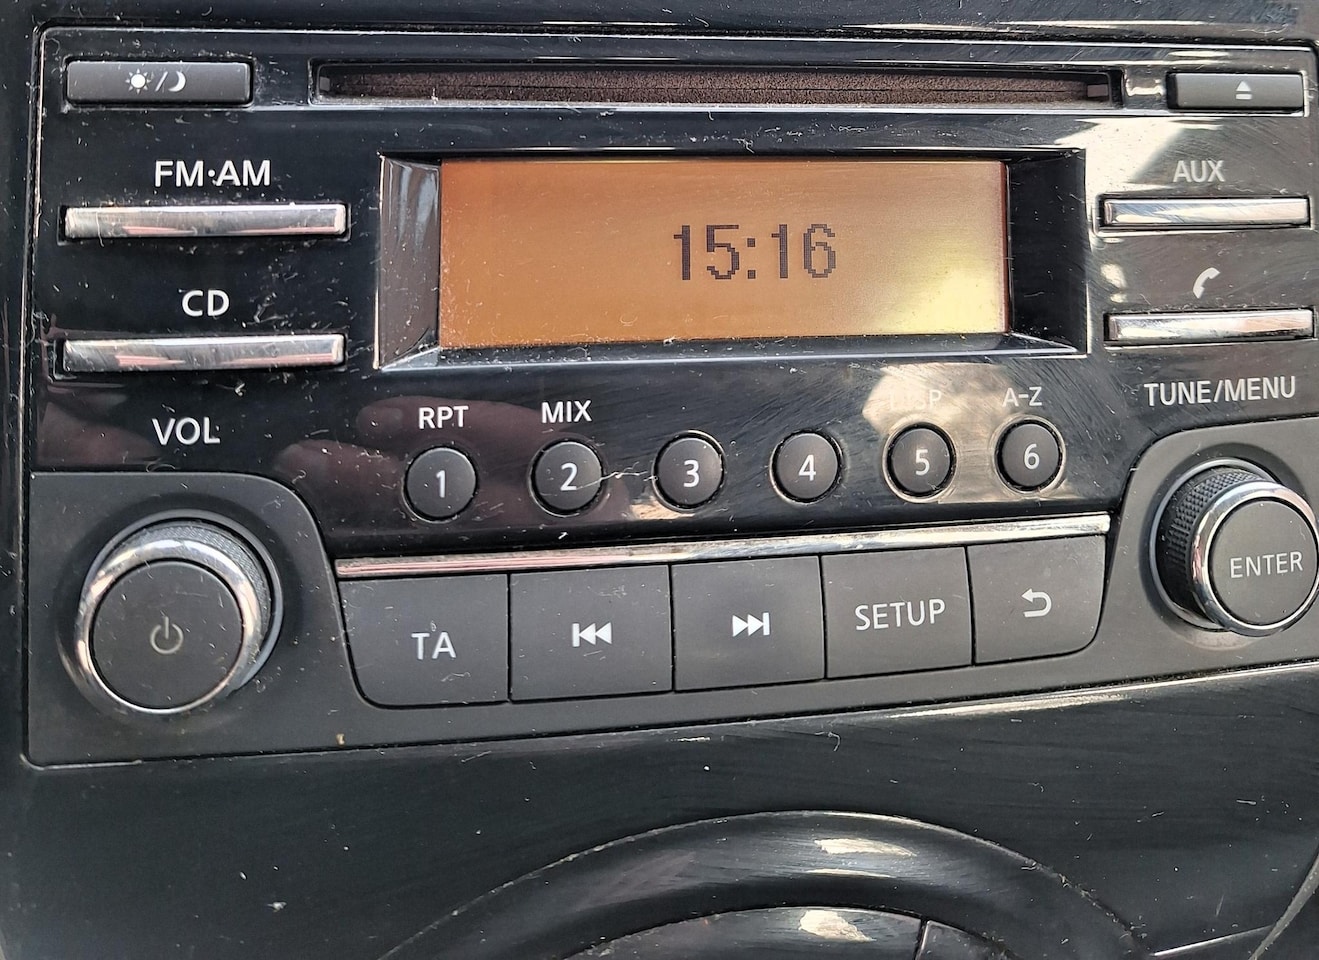 FM·AM
AUX
15:16
CD
VOL
TUNE/MENU
RPT
MIX
DISP
A-Z
1
2
3
4
5
6
ENTER
TA
SETUP